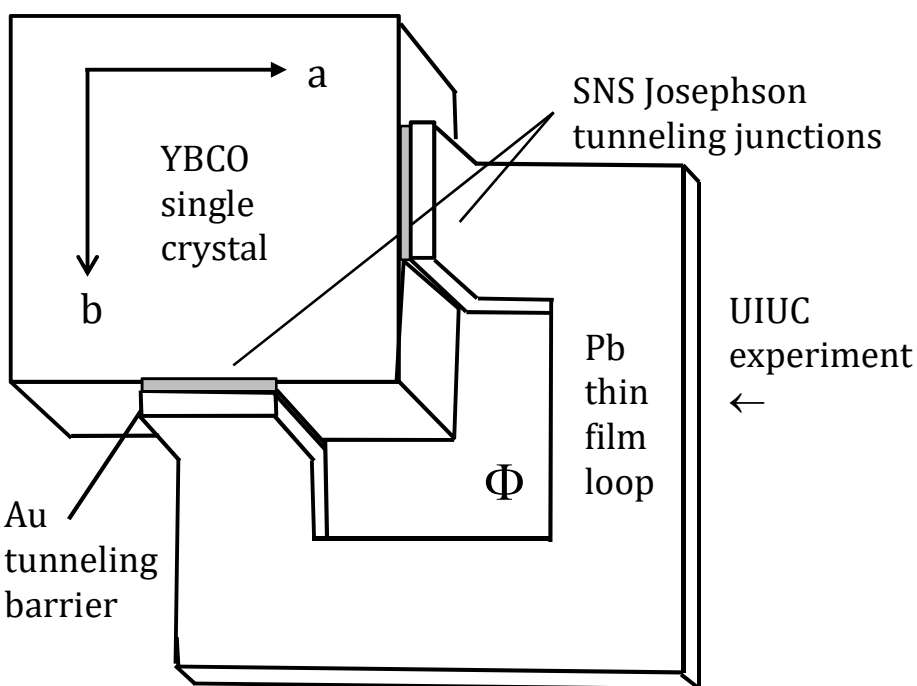 a
SNS Josephson
tunneling junctions
YBCO
single
crystal
b
UIUC
experiment
←
Pb
thin
film
loop
Φ
Au
tunneling
barrier